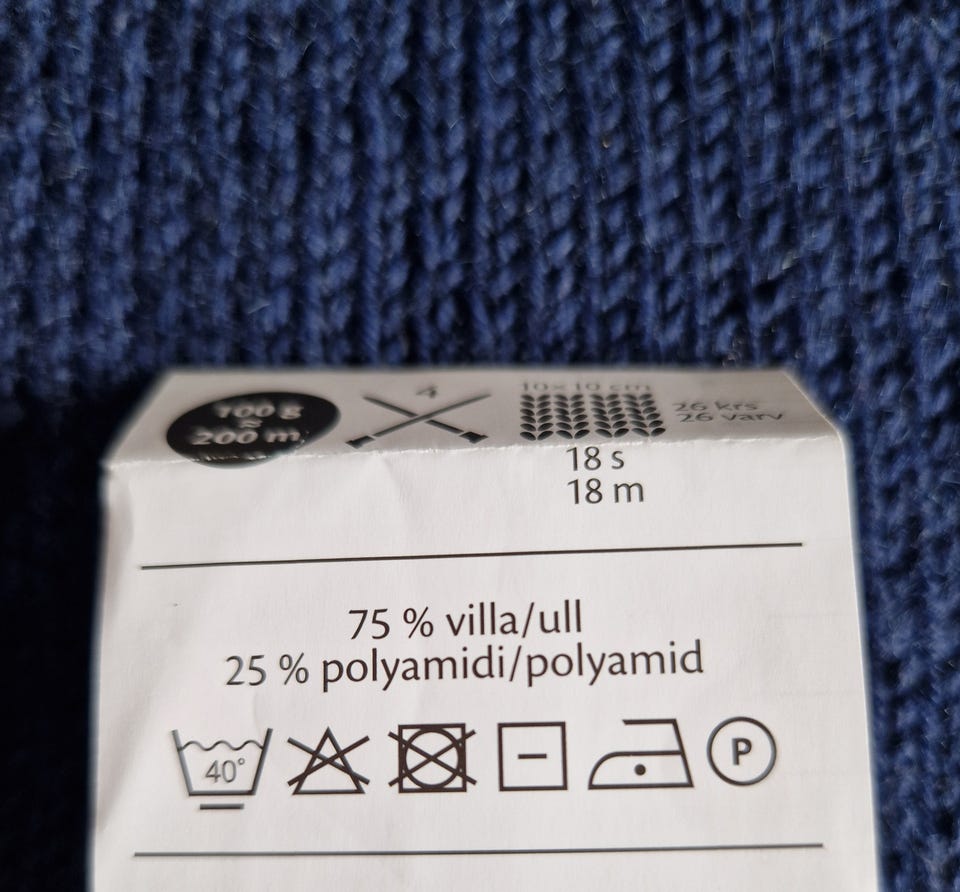 100 g
≈
200 m
4
10×10 cm
26 krs
26 varv
18 s
18 m
75 % villa/ull
25 % polyamidi/polyamid
40°
P